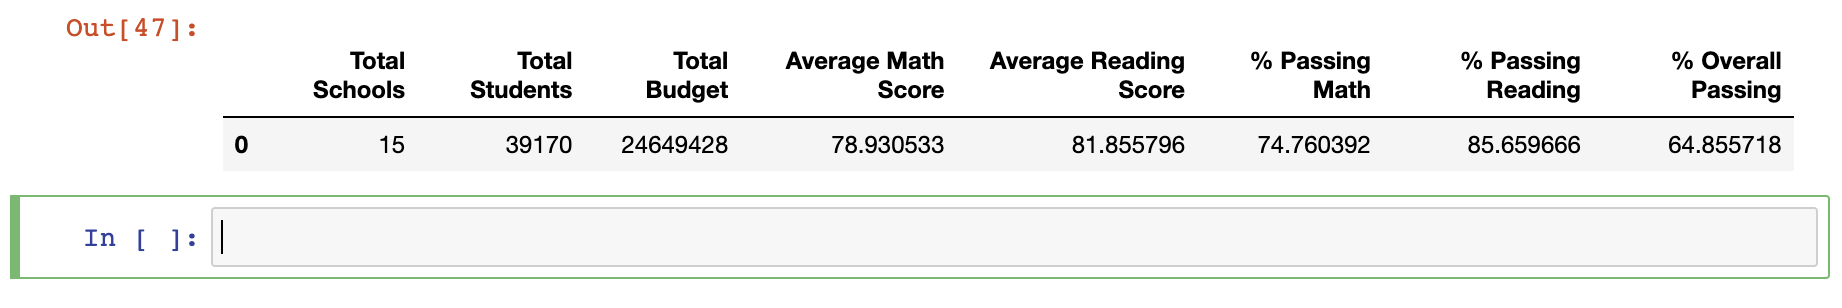 Out[47]:
Total Schools Total Students Total Budget Average Math Score Average Reading Score % Passing Math % Passing Reading % Overall Passing
0 15 39170 24649428 78.930533 81.855796 74.760392 85.659666 64.855718
In [ ]: